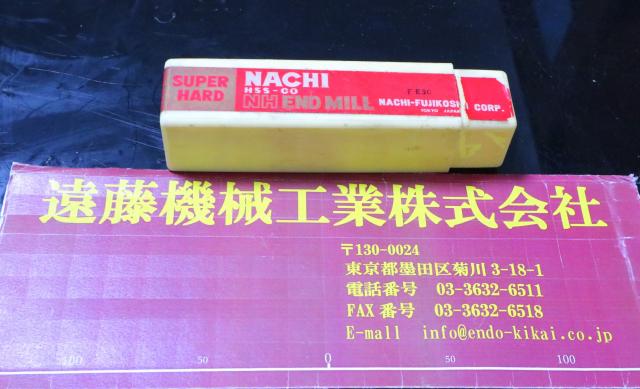 SUPER HARD
NACHI
HSS-CO
NH END MILL
NACHI-FUJIKOSHI CORP.
TOKYO JAPAN
遠藤機械工業株式会社
〒130-0024
東京都墨田区菊川3-18-1
電話番号 03-3632-6511
FAX番号 03-3632-6518
E-mall info@endo-kikai.co.jp
100 50 0 50 100